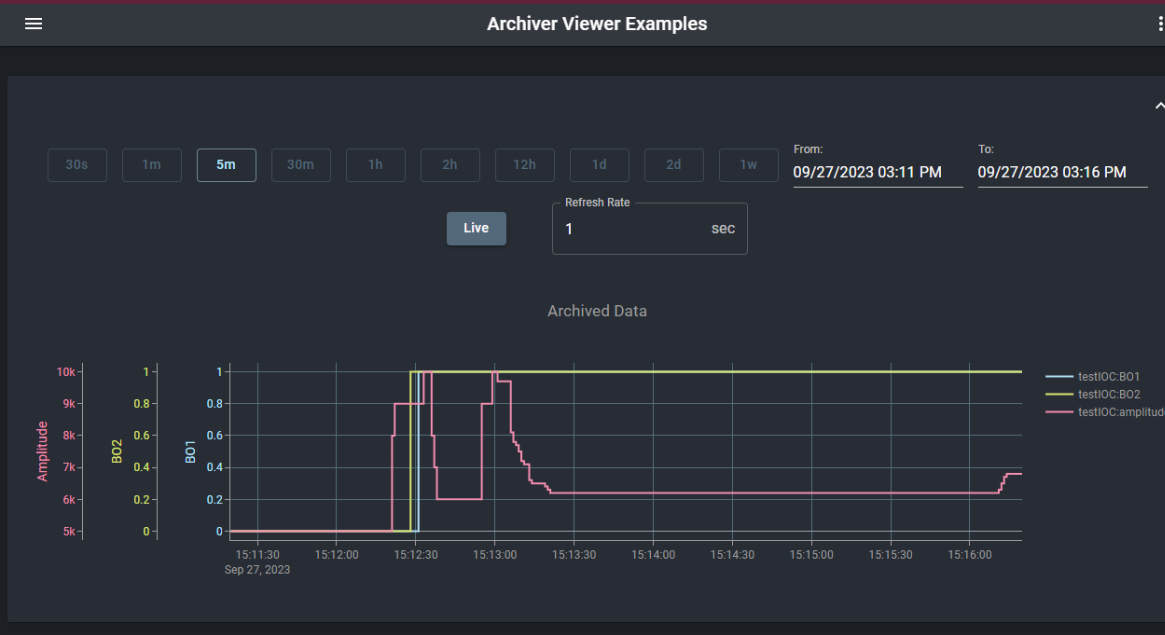 Archiver Viewer Examples
30s 1m 5m 30m 1h 2h 12h 1d 2d 1w
From:
09/27/2023 03:11 PM
To:
09/27/2023 03:16 PM
Live
Refresh Rate
1 sec
Archived Data
Amplitude
10k
9k
8k
7k
6k
5k
BO2
1
0.8
0.6
0.4
0.2
0
BO1
1
0.8
0.6
0.4
0.2
0
15:11:30 15:12:00 15:12:30 15:13:00 15:13:30 15:14:00 15:14:30 15:15:00 15:15:30 15:16:00
Sep 27, 2023
testIOC:BO1
testIOC:BO2
testIOC:amplitude